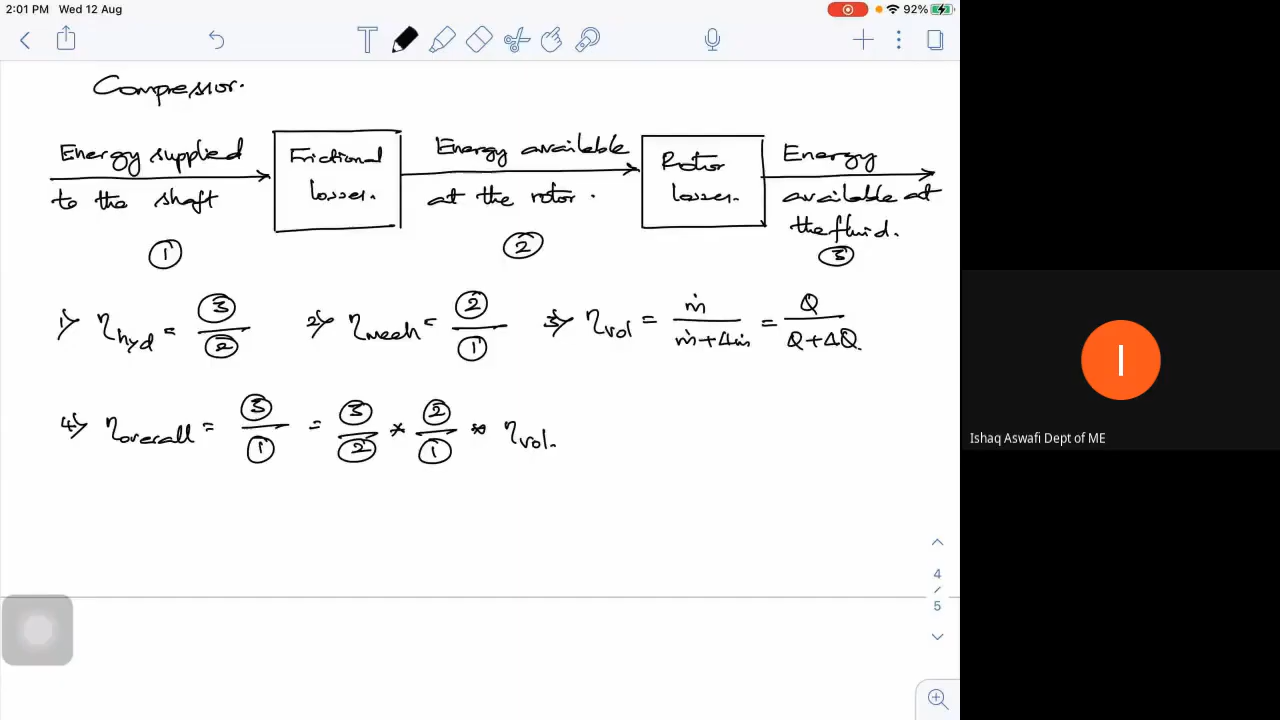 2:01 PM Wed 12 Aug
92%
Compressor.
Energy supplied
to the shaft
①
Frictional
losses.
Energy available
at the rotor.
②
Rotor
losses.
Energy
available at
the fluid.
③
1> ηhyd = ③/②
2> ηmech = ②/①
3> ηvol = ṁ/(ṁ+Δṁ) = Q/(Q+ΔQ)
4> ηoverall = ③/① = ③/② * ②/① * ηvol.
4
/
5
I
Ishaq Aswafi Dept of ME